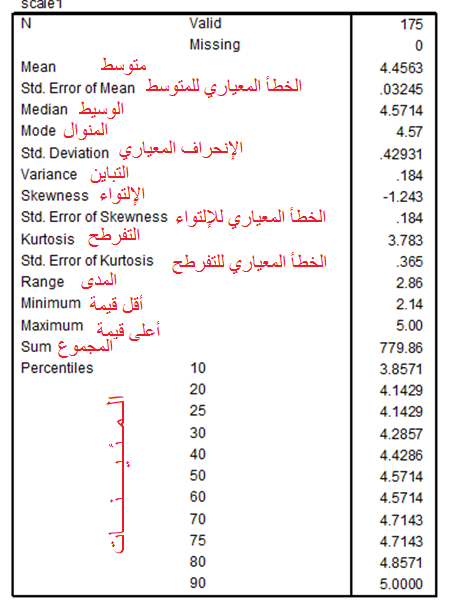 scale1
N Valid 175
Missing 0
Mean متوسط 4.4563
Std. Error of Mean الخطأ المعياري للمتوسط .03245
Median الوسيط 4.5714
Mode المنوال 4.57
Std. Deviation الإنحراف المعياري .42931
Variance التباين .184
Skewness الإلتواء -1.243
Std. Error of Skewness الخطأ المعياري للإلتواء .184
Kurtosis التفرطح 3.783
Std. Error of Kurtosis الخطأ المعياري للتفرطح .365
Range المدى 2.86
Minimum أقل قيمة 2.14
Maximum أعلى قيمة 5.00
Sum المجموع 779.86
Percentiles 10 3.8571
20 4.1429
25 4.1429
30 4.2857
40 4.4286
50 4.5714
60 4.5714
70 4.7143
75 4.7143
80 4.8571
90 5.0000